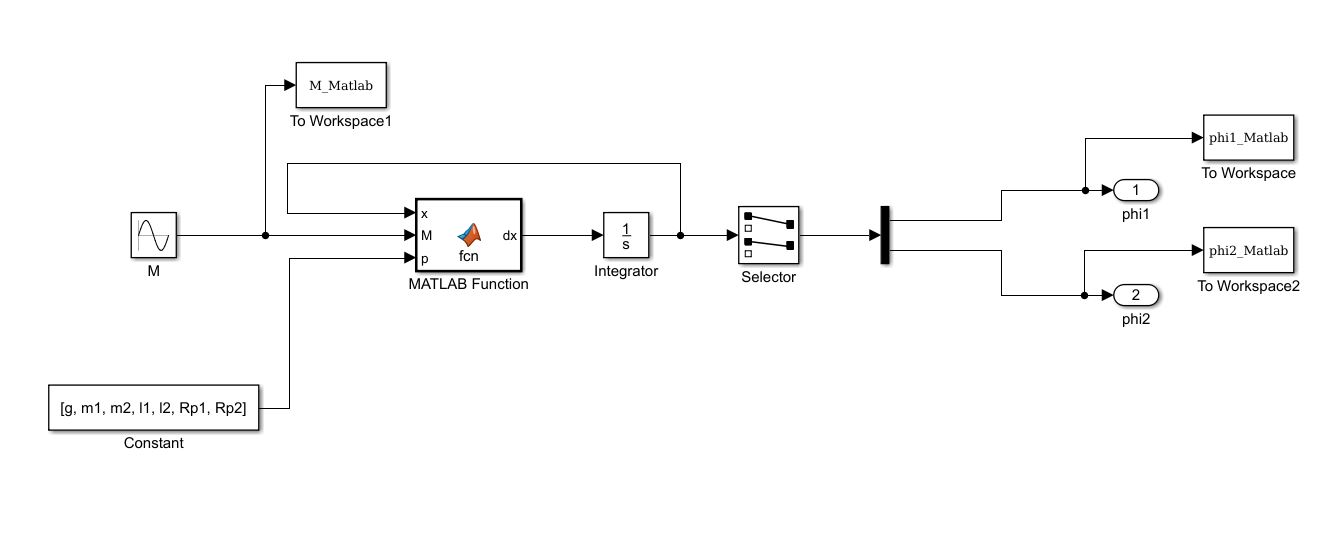 M_Matlab
To Workspace1
phi1_Matlab
To Workspace
1
phi1
x
M
p
dx
fcn
MATLAB Function
M
1
s
Integrator
Selector
phi2_Matlab
To Workspace2
2
phi2
[g, m1, m2, l1, l2, Rp1, Rp2]
Constant